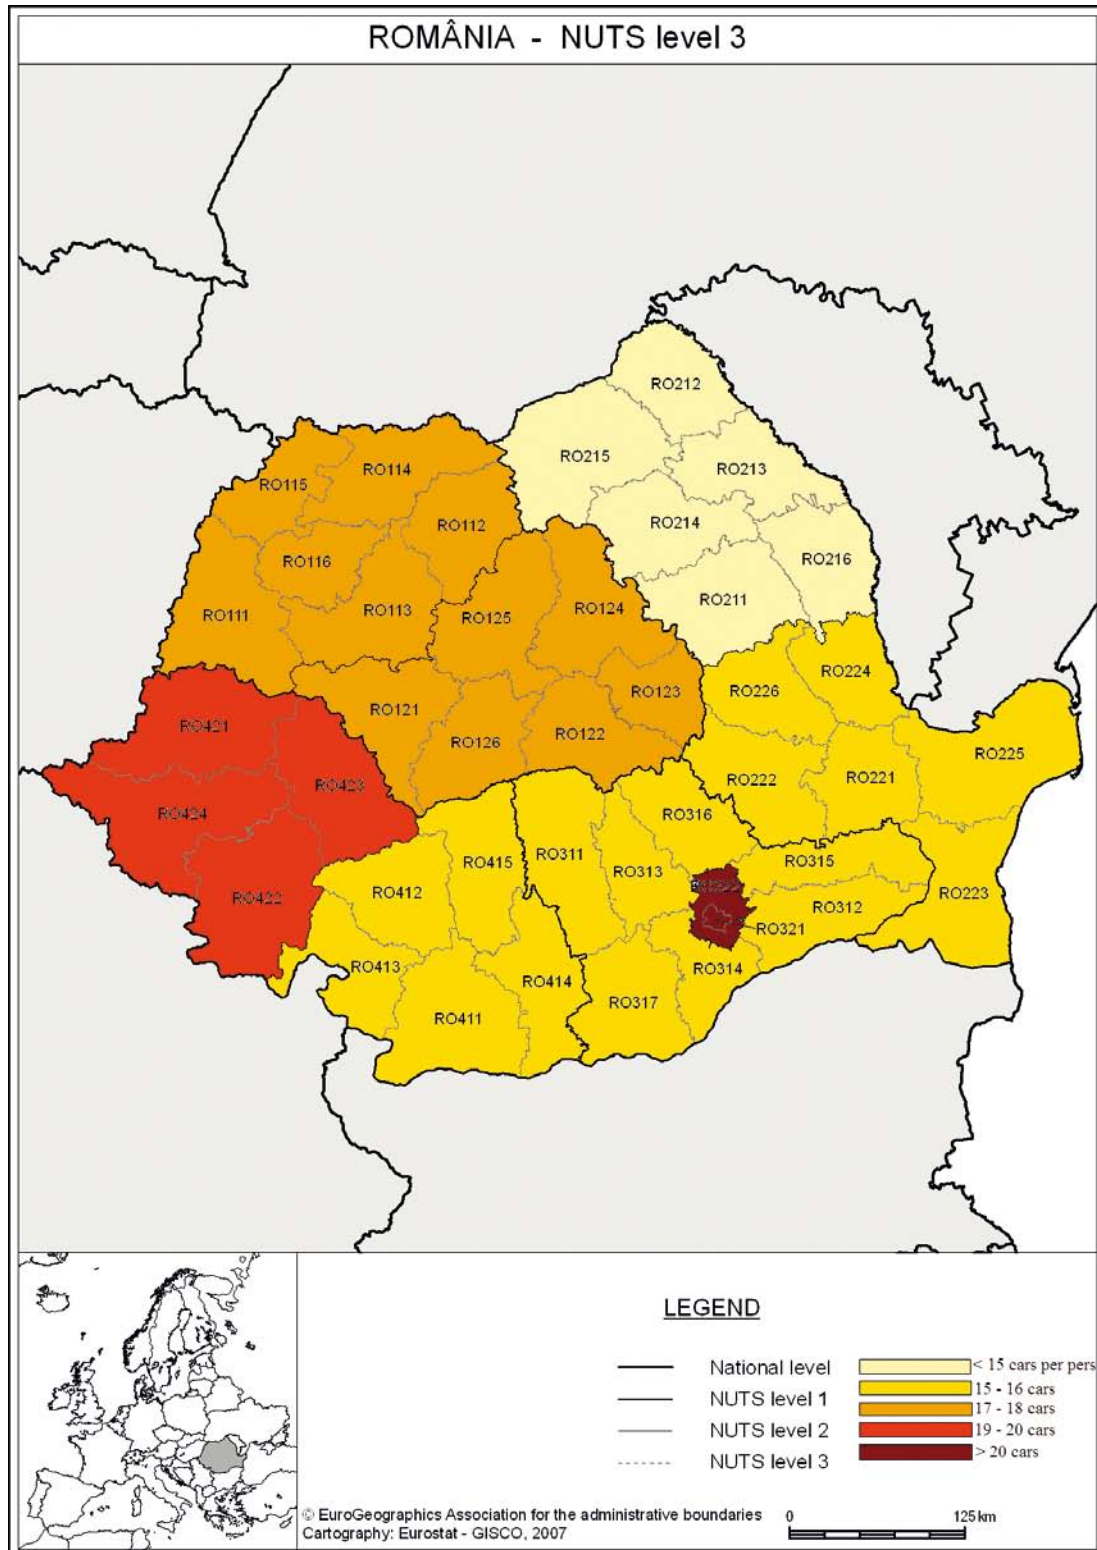 ROMÂNIA - NUTS level 3
RO212
RO215
RO213
RO114
RO115
RO112
RO214
RO116
RO216
RO211
RO111
RO113
RO125
RO124
RO224
RO226
RO123
RO121
RO421
RO126
RO122
RO225
RO423
RO222
RO221
RO424
RO316
RO415
RO311
RO313
RO315
RO412
RO422
RO312
RO223
RO321
RO413
RO314
RO414
RO317
RO411
LEGEND
National level
NUTS level 1
NUTS level 2
NUTS level 3
< 15 cars per pers
15 - 16 cars
17 - 18 cars
19 - 20 cars
> 20 cars
© EuroGeographics Association for the administrative boundaries
Cartography: Eurostat - GISCO, 2007
0 125 km